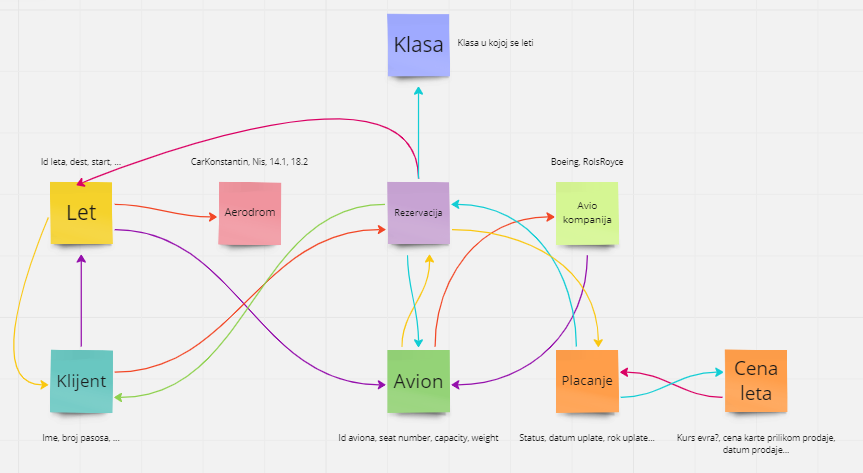 Klasa
Klasa u kojoj se leti
Id leta, dest, start, ...
CarKonstantin, Nis, 14.1, 18.2
Boeing, RolsRoyce
Let
Aerodrom
Rezervacija
Avio
kompanija
Klijent
Avion
Placanje
Cena
leta
Ime, broj pasosa, ...
Id aviona, seat number, capacity, weight
Status, datum uplate, rok uplate...
Kurs evra?, cena karte prilikom prodaje,
datum prodaje...